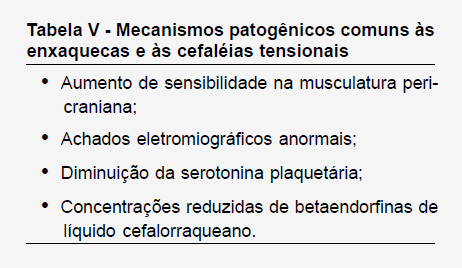 Tabela V - Mecanismos patogênicos comuns às
enxaquecas e às cefaléias tensionais
• Aumento de sensibilidade na musculatura peri-
craniana;
• Achados eletromiográficos anormais;
• Diminuição da serotonina plaquetária;
• Concentrações reduzidas de betaendorfinas de
líquido cefalorraqueano.